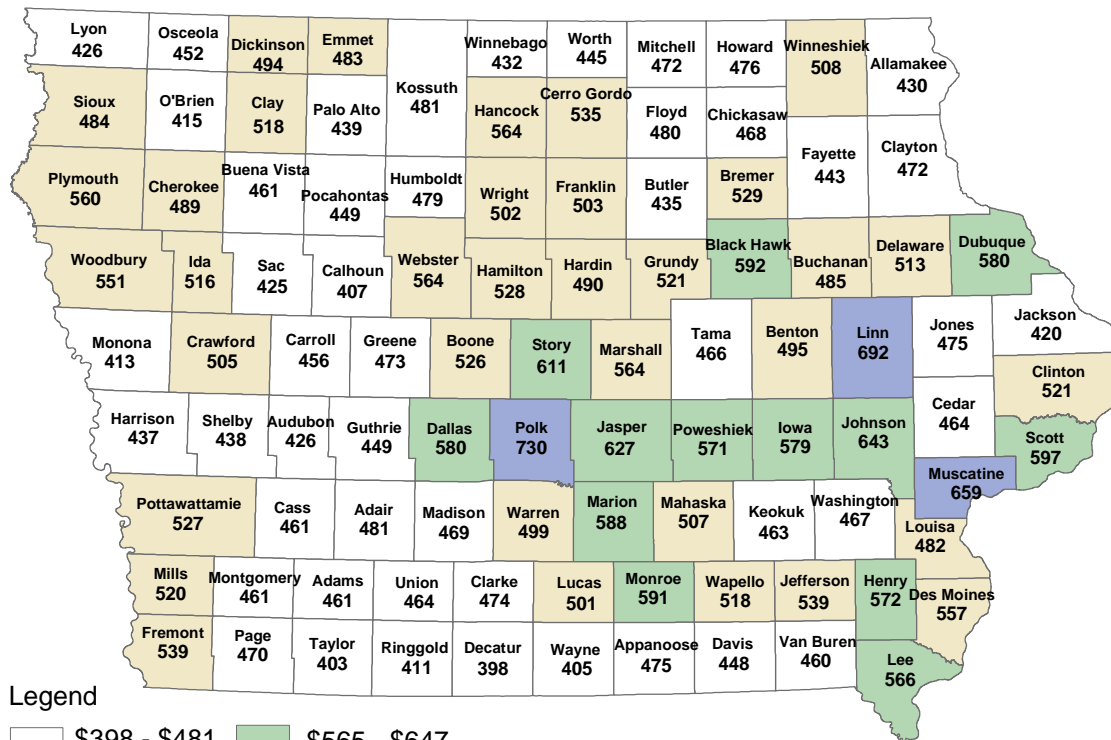 Lyon
426
Osceola
452
Dickinson
494
Emmet
483
Kossuth
481
Winnebago
432
Worth
445
Mitchell
472
Howard
476
Winneshiek
508
Allamakee
430
Sioux
484
O'Brien
415
Clay
518
Palo Alto
439
Hancock
564
Cerro Gordo
535
Floyd
480
Chickasaw
468
Fayette
443
Clayton
472
Plymouth
560
Cherokee
489
Buena Vista
461
Pocahontas
449
Humboldt
479
Wright
502
Franklin
503
Butler
435
Bremer
529
Woodbury
551
Ida
516
Sac
425
Calhoun
407
Webster
564
Hamilton
528
Hardin
490
Grundy
521
Black Hawk
592
Buchanan
485
Delaware
513
Dubuque
580
Monona
413
Crawford
505
Carroll
456
Greene
473
Boone
526
Story
611
Marshall
564
Tama
466
Benton
495
Linn
692
Jones
475
Jackson
420
Clinton
521
Harrison
437
Shelby
438
Audubon
426
Guthrie
449
Dallas
580
Polk
730
Jasper
627
Poweshiek
571
Iowa
579
Johnson
643
Cedar
464
Scott
597
Muscatine
659
Pottawattamie
527
Cass
461
Adair
481
Madison
469
Warren
499
Marion
588
Mahaska
507
Keokuk
463
Washington
467
Louisa
482
Mills
520
Montgomery
461
Adams
461
Union
464
Clarke
474
Lucas
501
Monroe
591
Wapello
518
Jefferson
539
Henry
572
Des Moines
557
Fremont
539
Page
470
Taylor
403
Ringgold
411
Decatur
398
Wayne
405
Appanoose
475
Davis
448
Van Buren
460
Lee
566
Legend
$398 - $481
$565 - $647